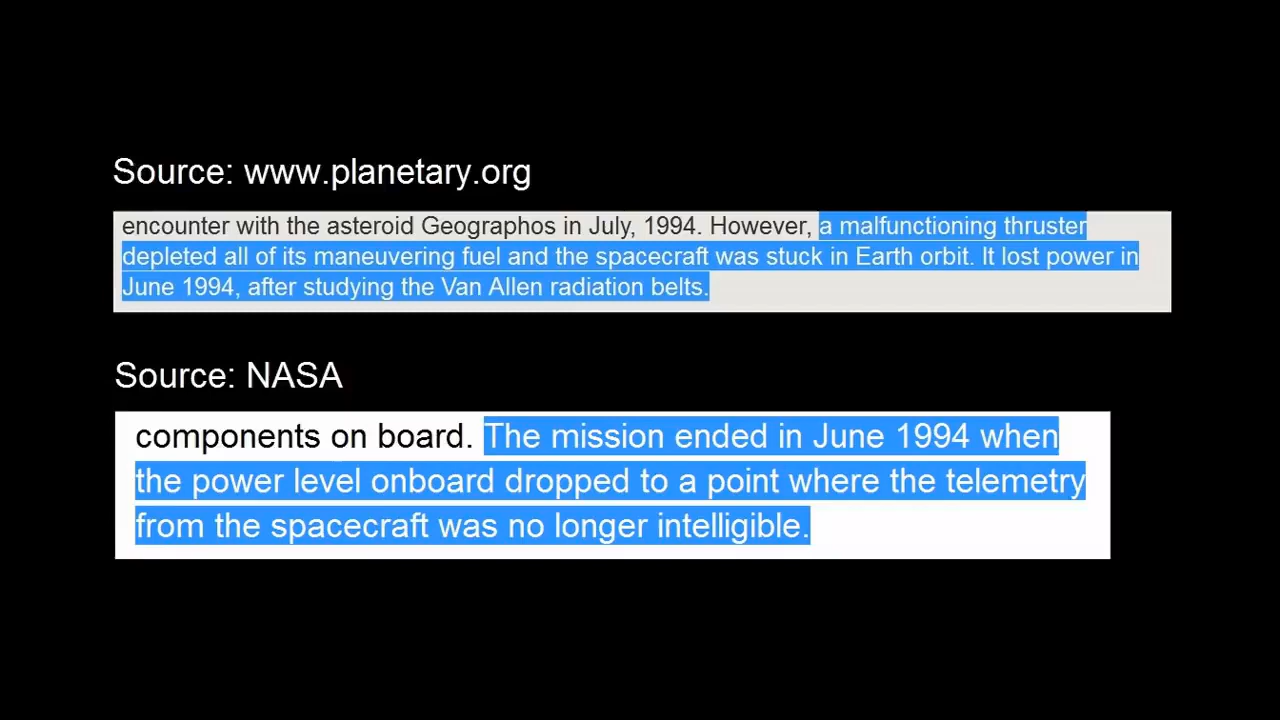 Source: www.planetary.org
encounter with the asteroid Geographos in July, 1994. However, a malfunctioning thruster
depleted all of its maneuvering fuel and the spacecraft was stuck in Earth orbit. It lost power in
June 1994, after studying the Van Allen radiation belts.
Source: NASA
components on board. The mission ended in June 1994 when
the power level onboard dropped to a point where the telemetry
from the spacecraft was no longer intelligible.